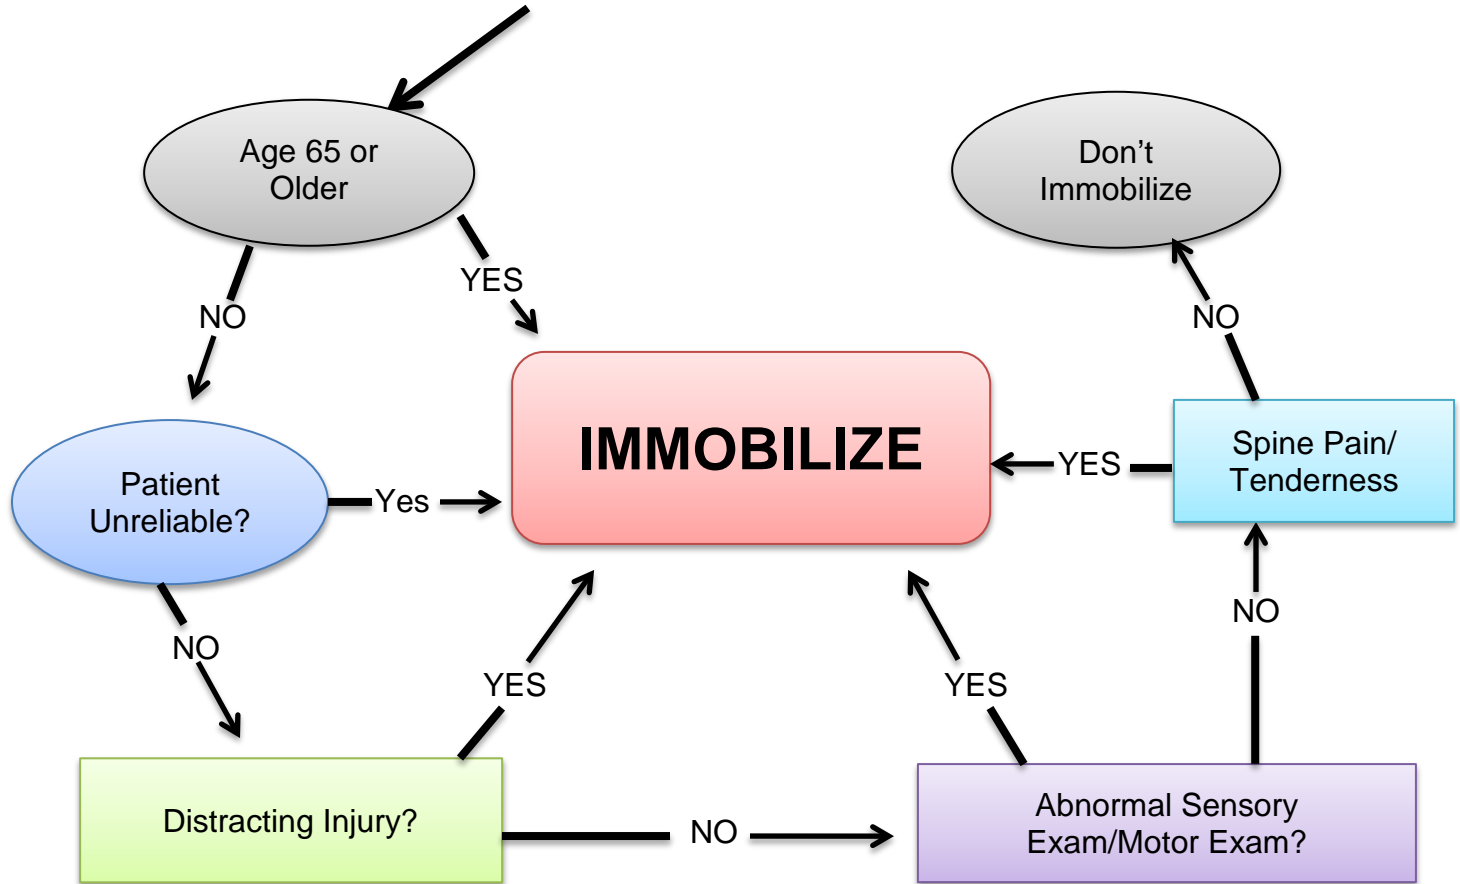 Age 65 or
Older
Don’t
Immobilize
YES
NO
NO
IMMOBILIZE
Spine Pain/
Tenderness
YES
Patient
Unreliable?
Yes
NO
NO
YES
YES
Distracting Injury?
NO
Abnormal Sensory
Exam/Motor Exam?